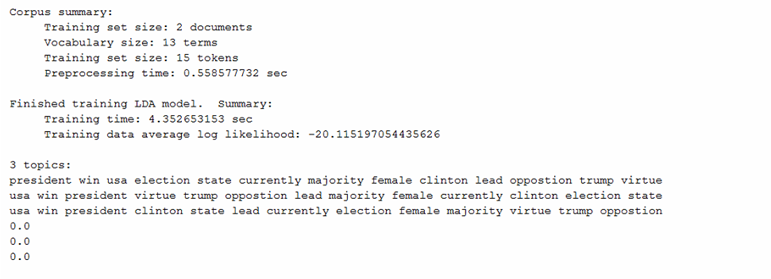 Corpus summary:
Training set size: 2 documents
Vocabulary size: 13 terms
Training set size: 15 tokens
Preprocessing time: 0.558577732 sec
Finished training LDA model.  Summary:
Training time: 4.352653153 sec
Training data average log likelihood: -20.115197054435626
3 topics:
president win usa election state currently majority female clinton lead oppostion trump virtue
usa win president virtue trump oppostion lead majority female currently clinton election state
usa win president clinton state lead currently election female majority virtue trump oppostion
0.0
0.0
0.0